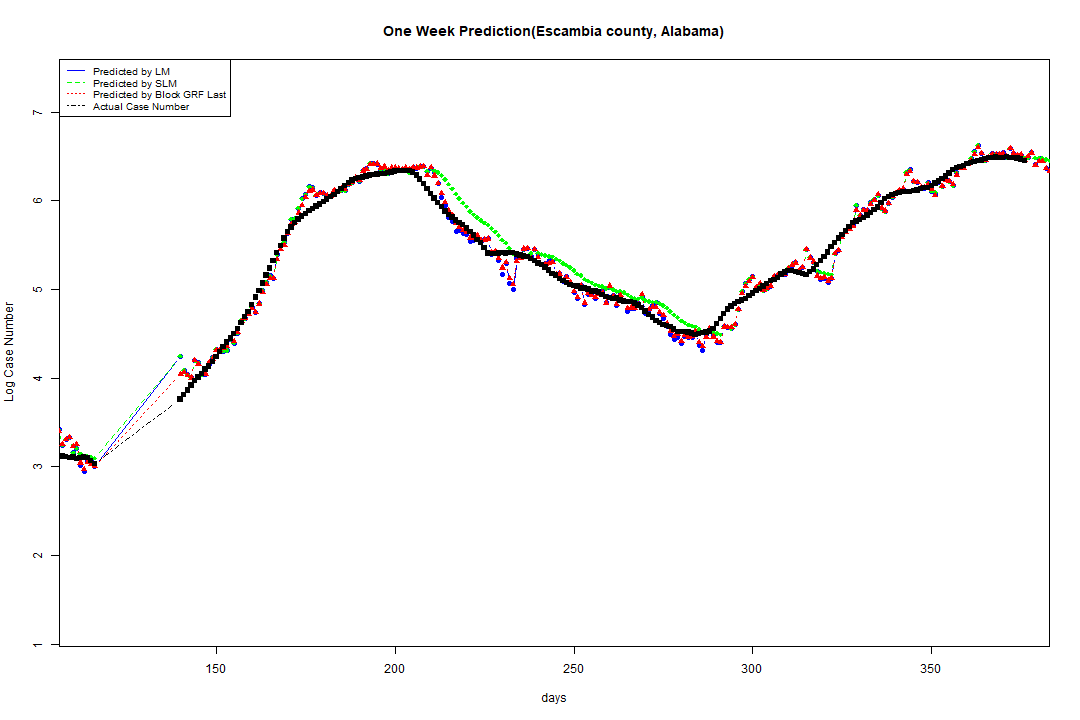 One Week Prediction(Escambia county, Alabama)
Predicted by LM
Predicted by SLM
Predicted by Block GRF Last
Actual Case Number
7
6
5
4
3
2
1
Log Case Number
150 200 250 300 350
days